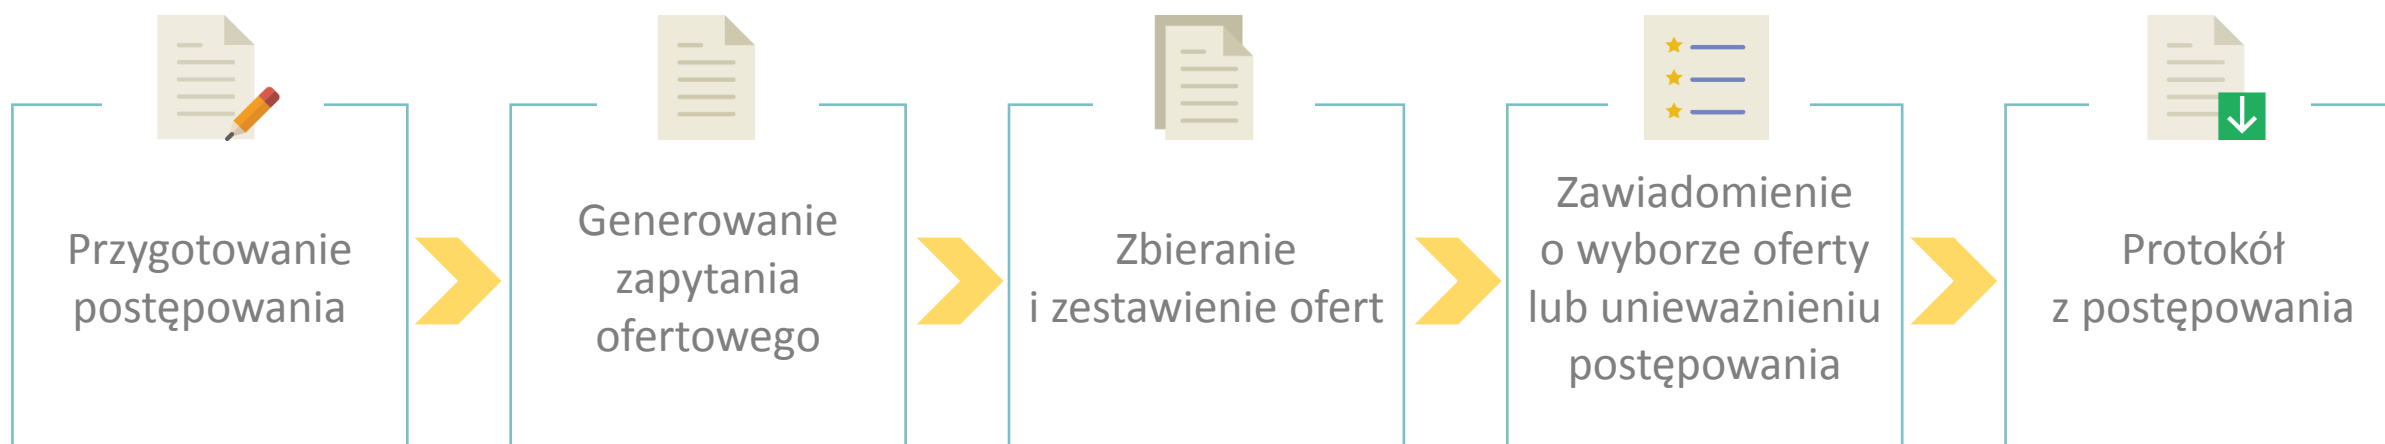 Przygotowanie
postępowania
Generowanie
zapytania
ofertowego
Zbieranie
i zestawienie ofert
Zawiadomienie
o wyborze oferty
lub unieważnieniu
postępowania
Protokół
z postępowania